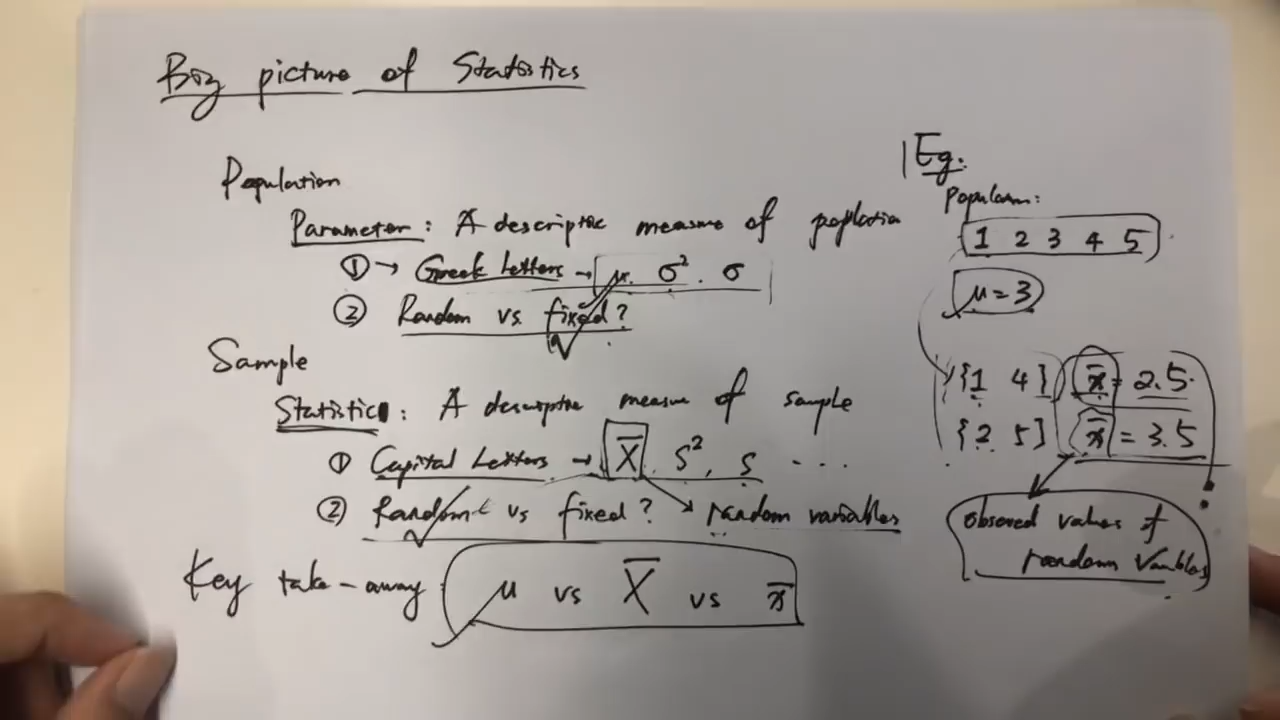 Big picture of Statistics
Population
Parameter: A descriptive measure of population
① → Greek Letters → μ. σ². σ
② Random vs. fixed?
Sample
Statistic: A descriptive measure of sample
① Capital Letters → X̅ S², S ...
② Random vs fixed? → random variables
Key take-away: μ vs X̅ vs x̅
Eg.
Population:
1 2 3 4 5
μ = 3
{1 4} x̅ = 2.5
{2 5} x̅ = 3.5
observed values of
random variables